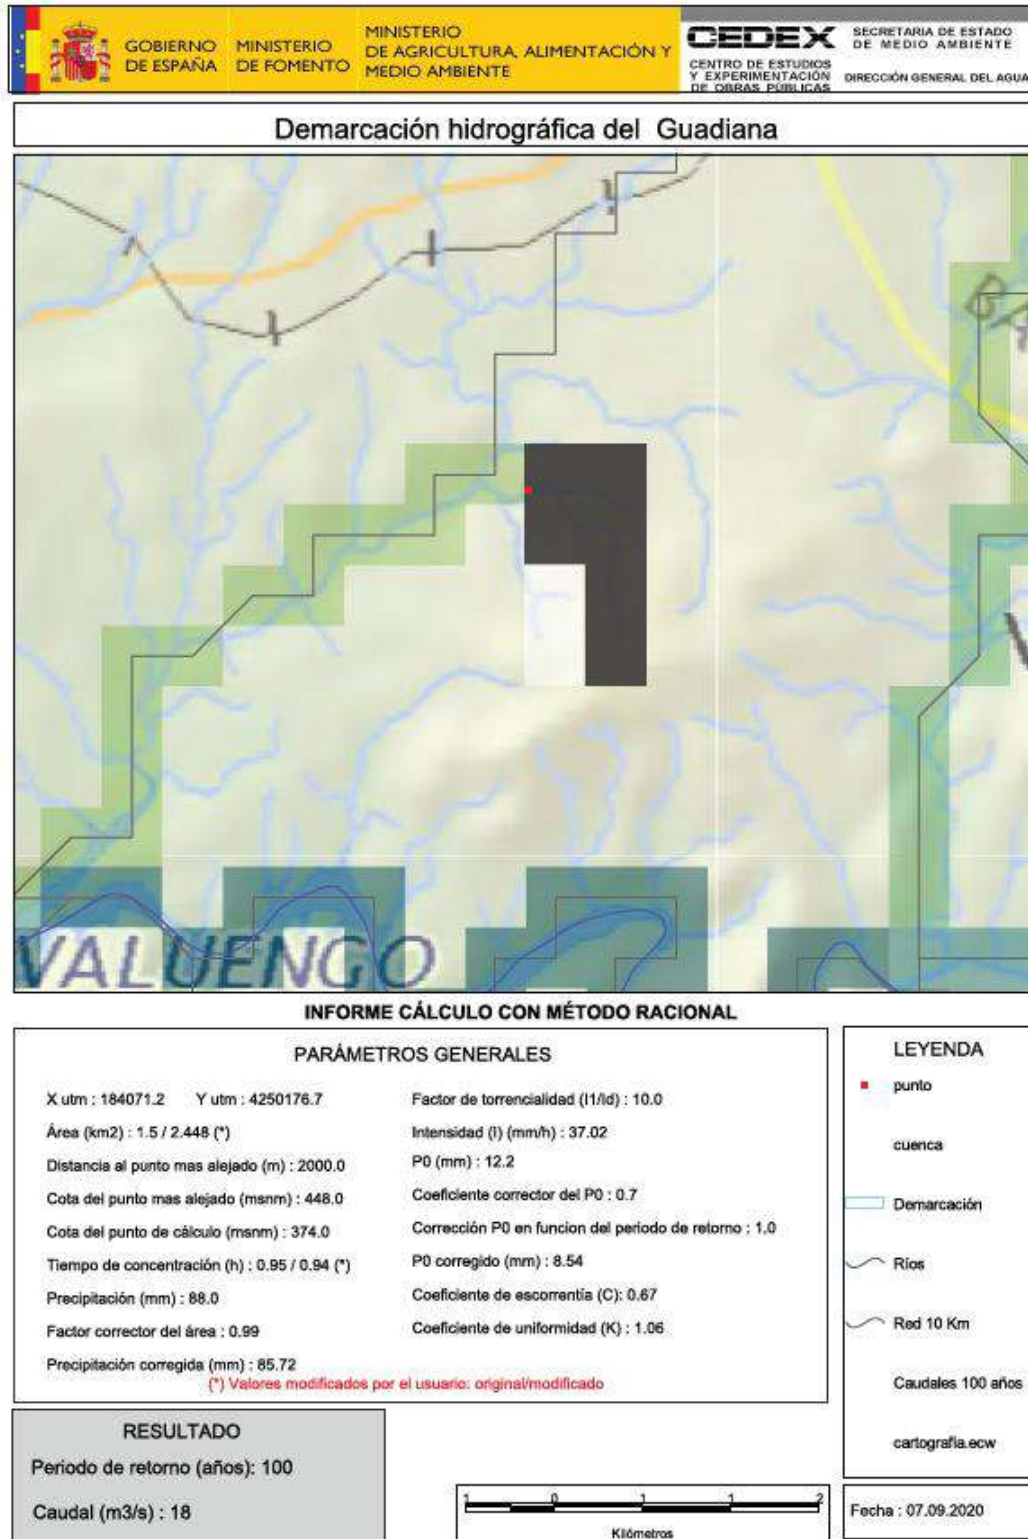 GOBIERNO
DE ESPAÑA
MINISTERIO
DE FOMENTO
MINISTERIO
DE AGRICULTURA, ALIMENTACIÓN Y
MEDIO AMBIENTE
CEDEX
CENTRO DE ESTUDIOS
Y EXPERIMENTACIÓN
DE OBRAS PÚBLICAS
SECRETARIA DE ESTADO
DE MEDIO AMBIENTE
DIRECCIÓN GENERAL DEL AGUA
Demarcación hidrográfica del Guadiana
VALUENGO
INFORME CÁLCULO CON MÉTODO RACIONAL
PARÁMETROS GENERALES
X utm : 184071.2 Y utm : 4250176.7
Área (km2) : 1.5 / 2.448 (*)
Distancia al punto mas alejado (m) : 2000.0
Cota del punto mas alejado (msnm) : 448.0
Cota del punto de cálculo (msnm) : 374.0
Tiempo de concentración (h) : 0.95 / 0.94 (*)
Precipitación (mm) : 88.0
Factor corrector del área : 0.99
Precipitación corregida (mm) : 85.72
Factor de torrencialidad (I1/Id) : 10.0
Intensidad (I) (mm/h) : 37.02
P0 (mm) : 12.2
Coeficiente corrector del P0 : 0.7
Corrección P0 en funcion del periodo de retorno : 1.0
P0 corregido (mm) : 8.54
Coeficiente de escorrentía (C): 0.67
Coeficiente de uniformidad (K) : 1.06
(*) Valores modificados por el usuario: original/modificado
LEYENDA
punto
cuenca
Demarcación
Ríos
Red 10 Km
Caudales 100 años
cartografía.ecw
RESULTADO
Periodo de retorno (años): 100
Caudal (m3/s) : 18
1 0 1 1 2
Kilómetros
Fecha : 07.09.2020